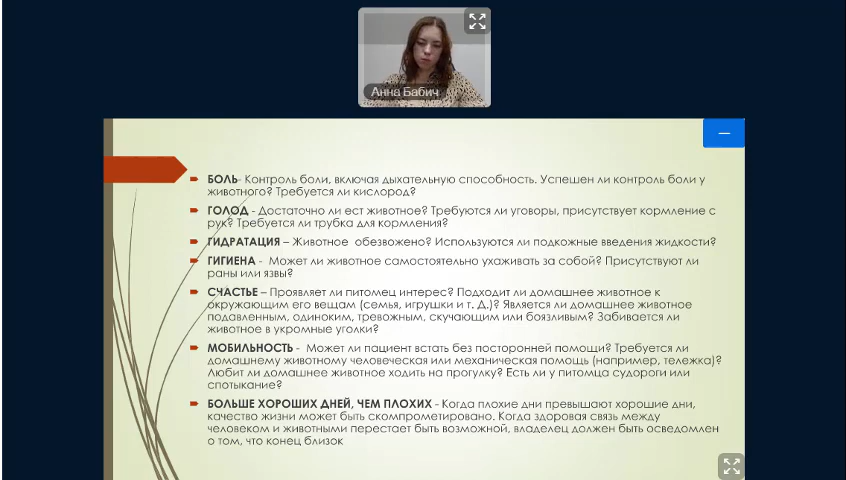 Анна Бабич
БОЛЬ- Контроль боли, включая дыхательную способность. Успешен ли контроль боли у
животного? Требуется ли кислород?
ГОЛОД - Достаточно ли ест животное? Требуются ли уговоры, присутствует кормление с
рук? Требуется ли трубка для кормления?
ГИДРАТАЦИЯ – Животное обезвожено? Используются ли подкожные введения жидкости?
ГИГИЕНА - Может ли животное самостоятельно ухаживать за собой? Присутствуют ли
раны или язвы?
СЧАСТЬЕ – Проявляет ли питомец интерес? Подходит ли домашнее животное к
окружающим его вещам (семья, игрушки и т. Д.)? Является ли домашнее животное
подавленным, одиноким, тревожным, скучающим или боязливым? Забивается ли
животное в укромные уголки?
МОБИЛЬНОСТЬ - Может ли пациент встать без посторонней помощи? Требуется ли
домашнему животному человеческая или механическая помощь (например, тележка)?
Любит ли домашнее животное ходить на прогулку? Есть ли у питомца судороги или
спотыкание?
БОЛЬШЕ ХОРОШИХ ДНЕЙ, ЧЕМ ПЛОХИХ - Когда плохие дни превышают хорошие дни,
качество жизни может быть скомпрометировано. Когда здоровая связь между
человеком и животными перестает быть возможной, владелец должен быть осведомлен
о том, что конец близок